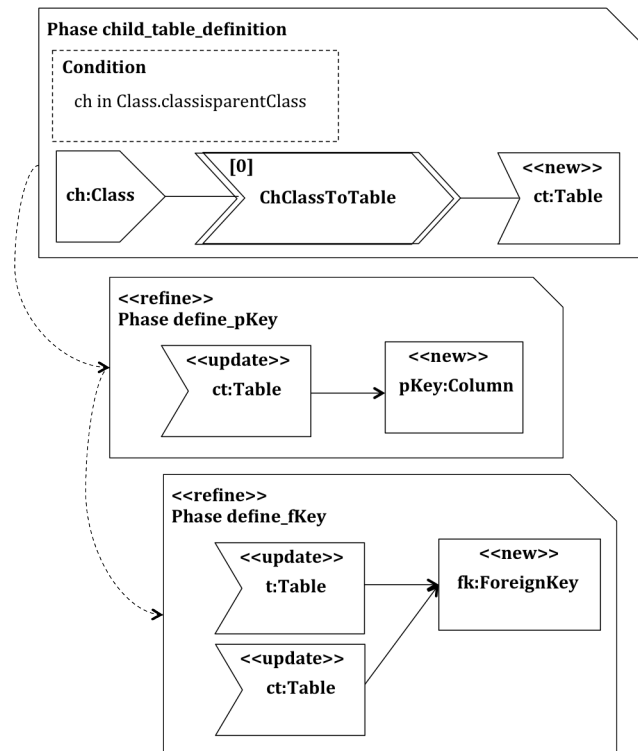 Phase child_table_definition
Condition
ch in Class.classisparentClass
[0]
ch:Class
ChClassToTable
<<new>>
ct:Table
<<refine>>
Phase define_pKey
<<update>>
ct:Table
<<new>>
pKey:Column
<<refine>>
Phase define_fKey
<<update>>
t:Table
<<new>>
fk:ForeignKey
<<update>>
ct:Table